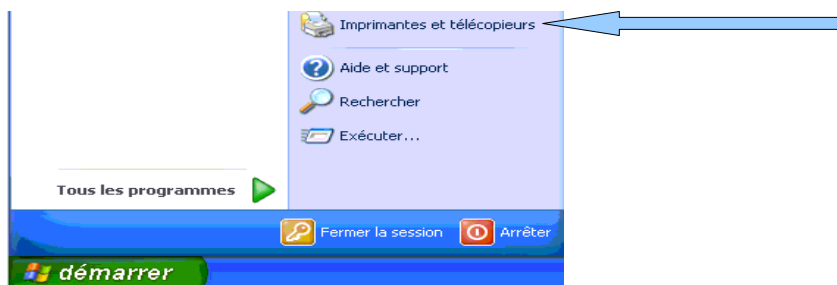 Imprimantes et télécopieurs
Aide et support
Rechercher
Exécuter...
Tous les programmes
Fermer la session Arrêter
démarrer